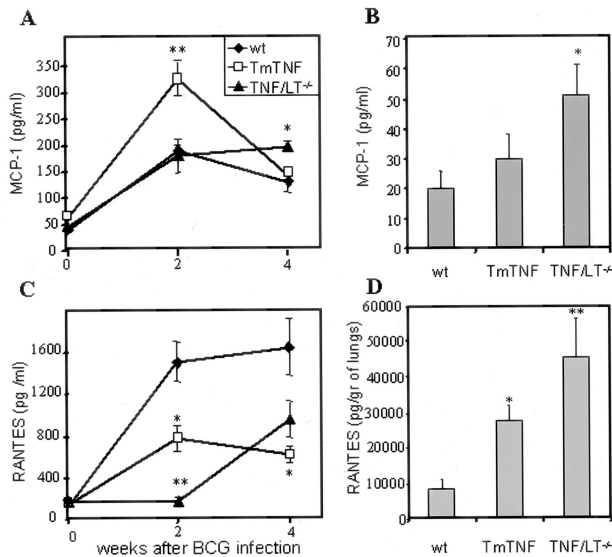 A
MCP-1 (pg/ml)
350
300
250
200
150
100
50
0
**
*
wt
TmTNF
TNF/LT-/-
0
2
4
B
MCP-1 (pg/ml)
70
60
50
40
30
20
10
0
*
wt
TmTNF
TNF/LT-/-
C
RANTES (pg /ml)
1600
1200
800
400
0
*
**
*
0
2
4
weeks after BCG infection
D
RANTES (pg/gr of lungs)
60000
50000
40000
30000
20000
10000
0
*
**
wt
TmTNF
TNF/LT-/-